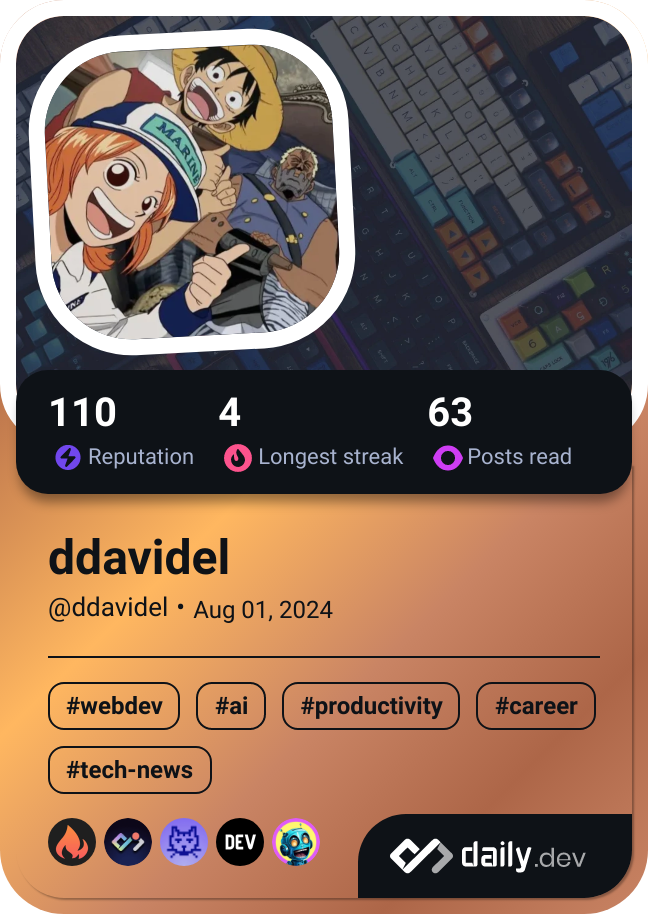 MARINE
110 4 63
Reputation Longest streak Posts read
ddavidel
@ddavidel • Aug 01, 2024
#webdev #ai #productivity #career
#tech-news
DEV
daily.dev